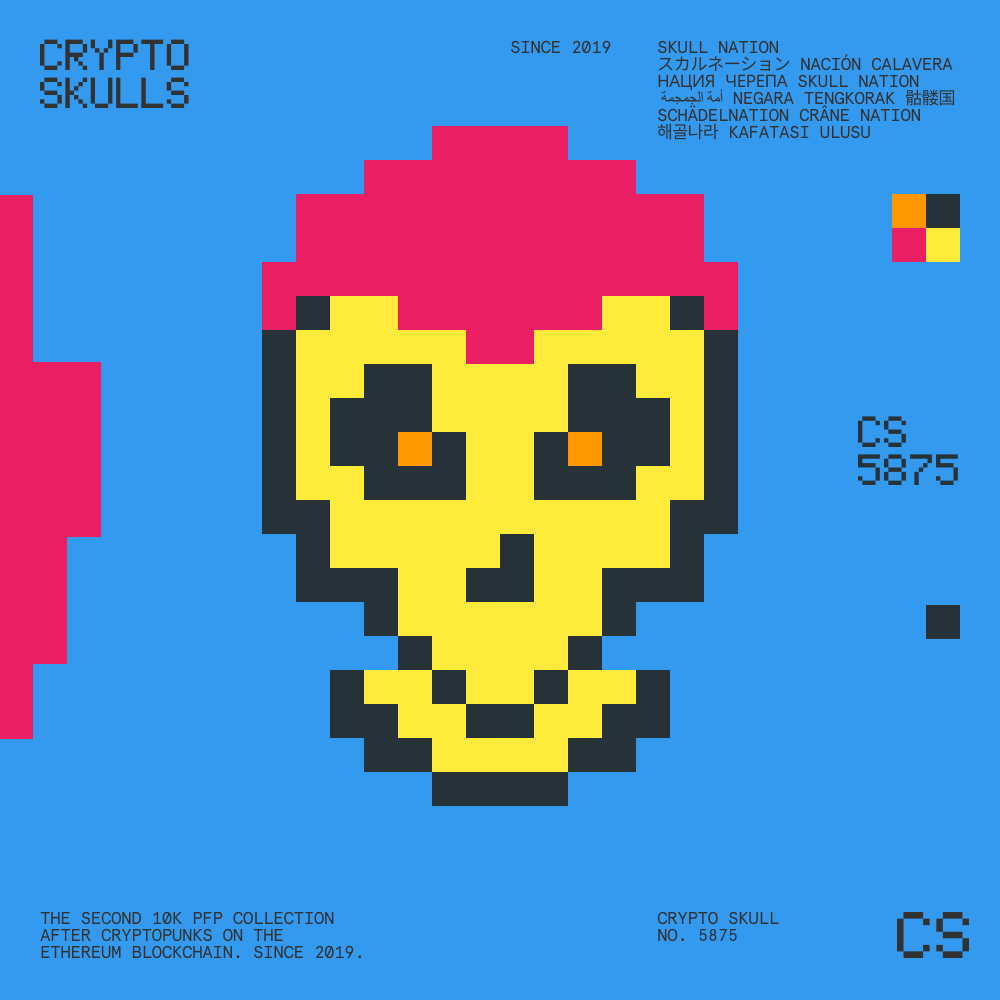 CRYPTO
SKULLS
SINCE 2019
SKULL NATION
スカルネーション NACIÓN CALAVERA
НАЦИЯ ЧЕРЕПА SKULL NATION
أمة الجمجمة NEGARA TENGKORAK 骷髅国
SCHÄDELNATION CRÂNE NATION
해골나라 KAFATASI ULUSU
CS
5875
THE SECOND 10K PFP COLLECTION
AFTER CRYPTOPUNKS ON THE
ETHEREUM BLOCKCHAIN. SINCE 2019.
CRYPTO SKULL
NO. 5875
CS